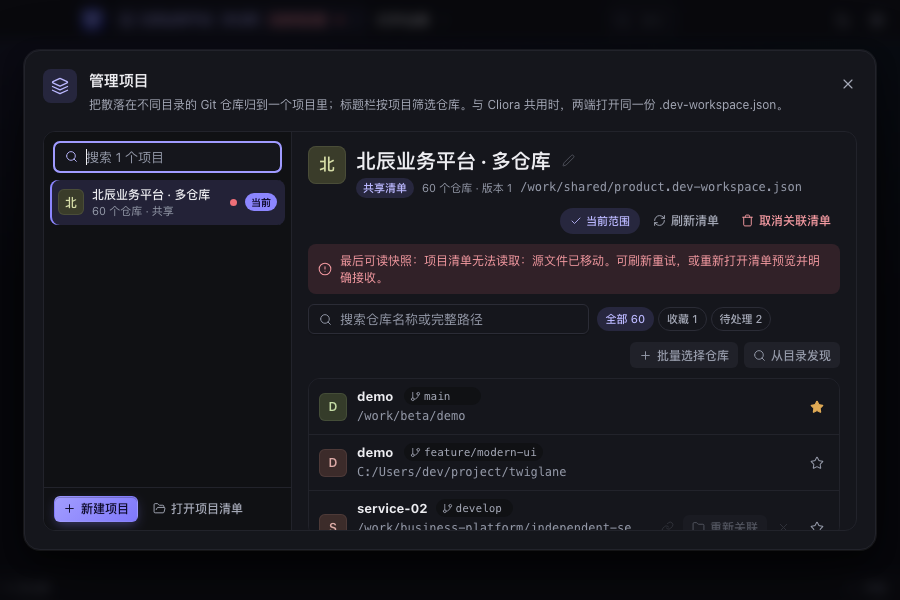 管理项目
把散落在不同目录的 Git 仓库归到一个项目里；标题栏按项目筛选仓库。与 Cliora 共用时，两端打开同一份 .dev-workspace.json。
搜索 1 个项目
北
北辰业务平台 · 多仓库
60 个仓库 · 共享
当前
新建项目
打开项目清单
北
北辰业务平台 · 多仓库
共享清单
60 个仓库 · 版本 1
/work/shared/product.dev-workspace.json
当前范围
刷新清单
取消关联清单
最后可读快照：项目清单无法读取：源文件已移动。可刷新重试，或重新打开清单预览并明
确接收。
搜索仓库名称或完整路径
全部 60
收藏 1
待处理 2
批量选择仓库
从目录发现
D
demo
main
/work/beta/demo
D
demo
feature/modern-ui
C:/Users/dev/project/twiglane
S
service-02
develop
/work/business-platform/independent-se
重新关联